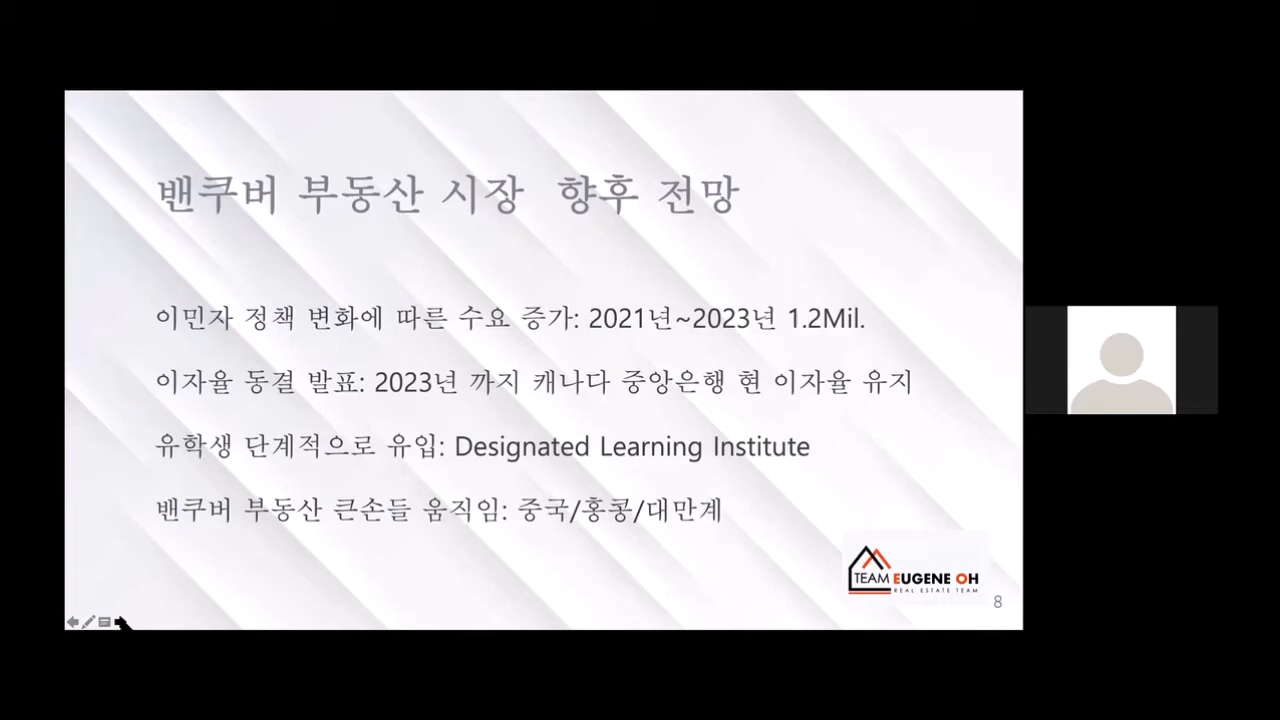 밴쿠버 부동산 시장 향후 전망
이민자 정책 변화에 따른 수요 증가: 2021년~2023년 1.2Mil.
이자율 동결 발표: 2023년 까지 캐나다 중앙은행 현 이자율 유지
유학생 단계적으로 유입: Designated Learning Institute
밴쿠버 부동산 큰손들 움직임: 중국/홍콩/대만계
TEAM EUGENE OH
REAL ESTATE TEAM
8